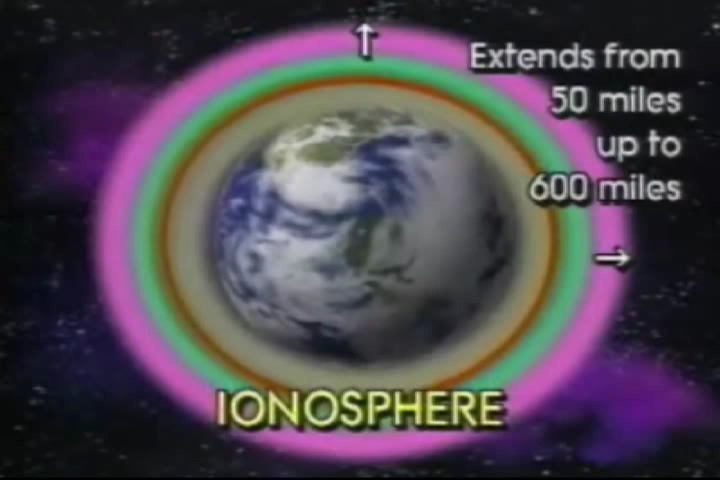 Extends from
50 miles
up to
600 miles
IONOSPHERE